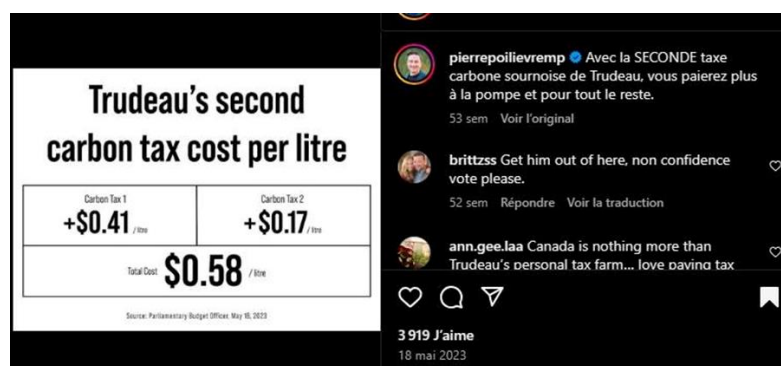 Trudeau's second
carbon tax cost per litre
Carbon Tax 1
+$0.41 / litre
Carbon Tax 2
+$0.17 / litre
Total Cost $0.58 / litre
Source: Parliamentary Budget Officer, May 18, 2023
pierrepoilievremp Avec la SECONDE taxe
carbone sournoise de Trudeau, vous paierez plus
à la pompe et pour tout le reste.
53 sem Voir l'original
brittzss Get him out of here, non confidence
vote please.
52 sem Répondre Voir la traduction
ann.gee.laa Canada is nothing more than
Trudeau's personal tax farm... love paying tax
3 919 J'aime
18 mai 2023